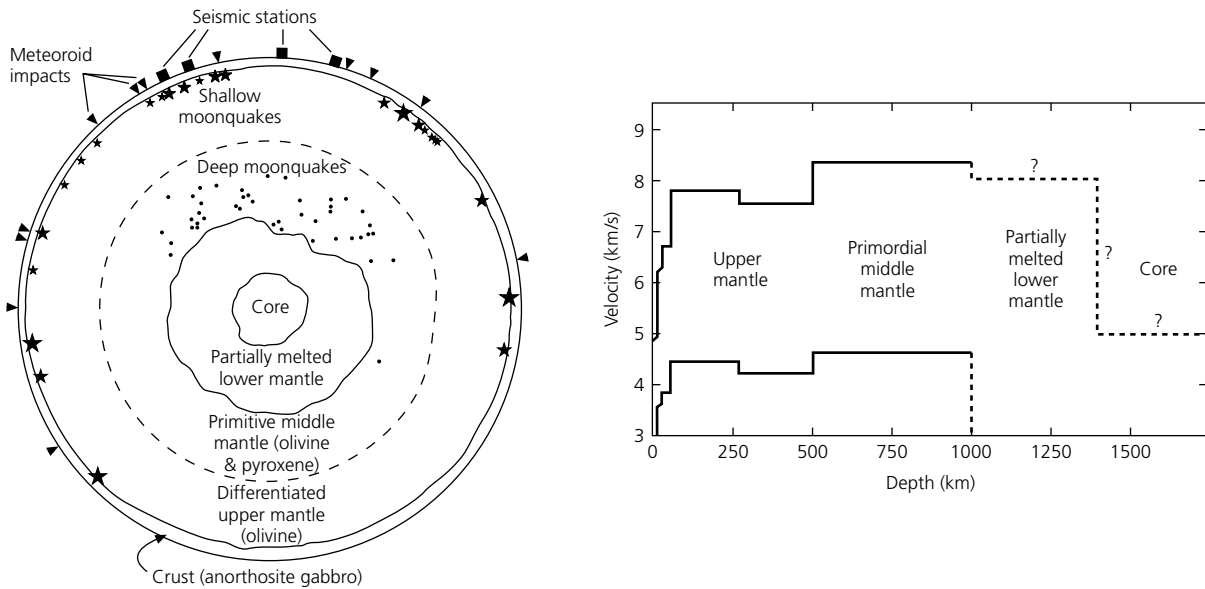 Seismic stations
Meteoroid
impacts
Shallow
moonquakes
Deep moonquakes
Core
Partially melted
lower mantle
Primitive middle
mantle (olivine
& pyroxene)
Differentiated
upper mantle
(olivine)
Crust (anorthosite gabbro)
Velocity (km/s)
9
8
7
6
5
4
3
?
?
?
Upper
mantle
Primordial
middle
mantle
Partially
melted
lower
mantle
Core
0
250
500
750
1000
1250
1500
Depth (km)